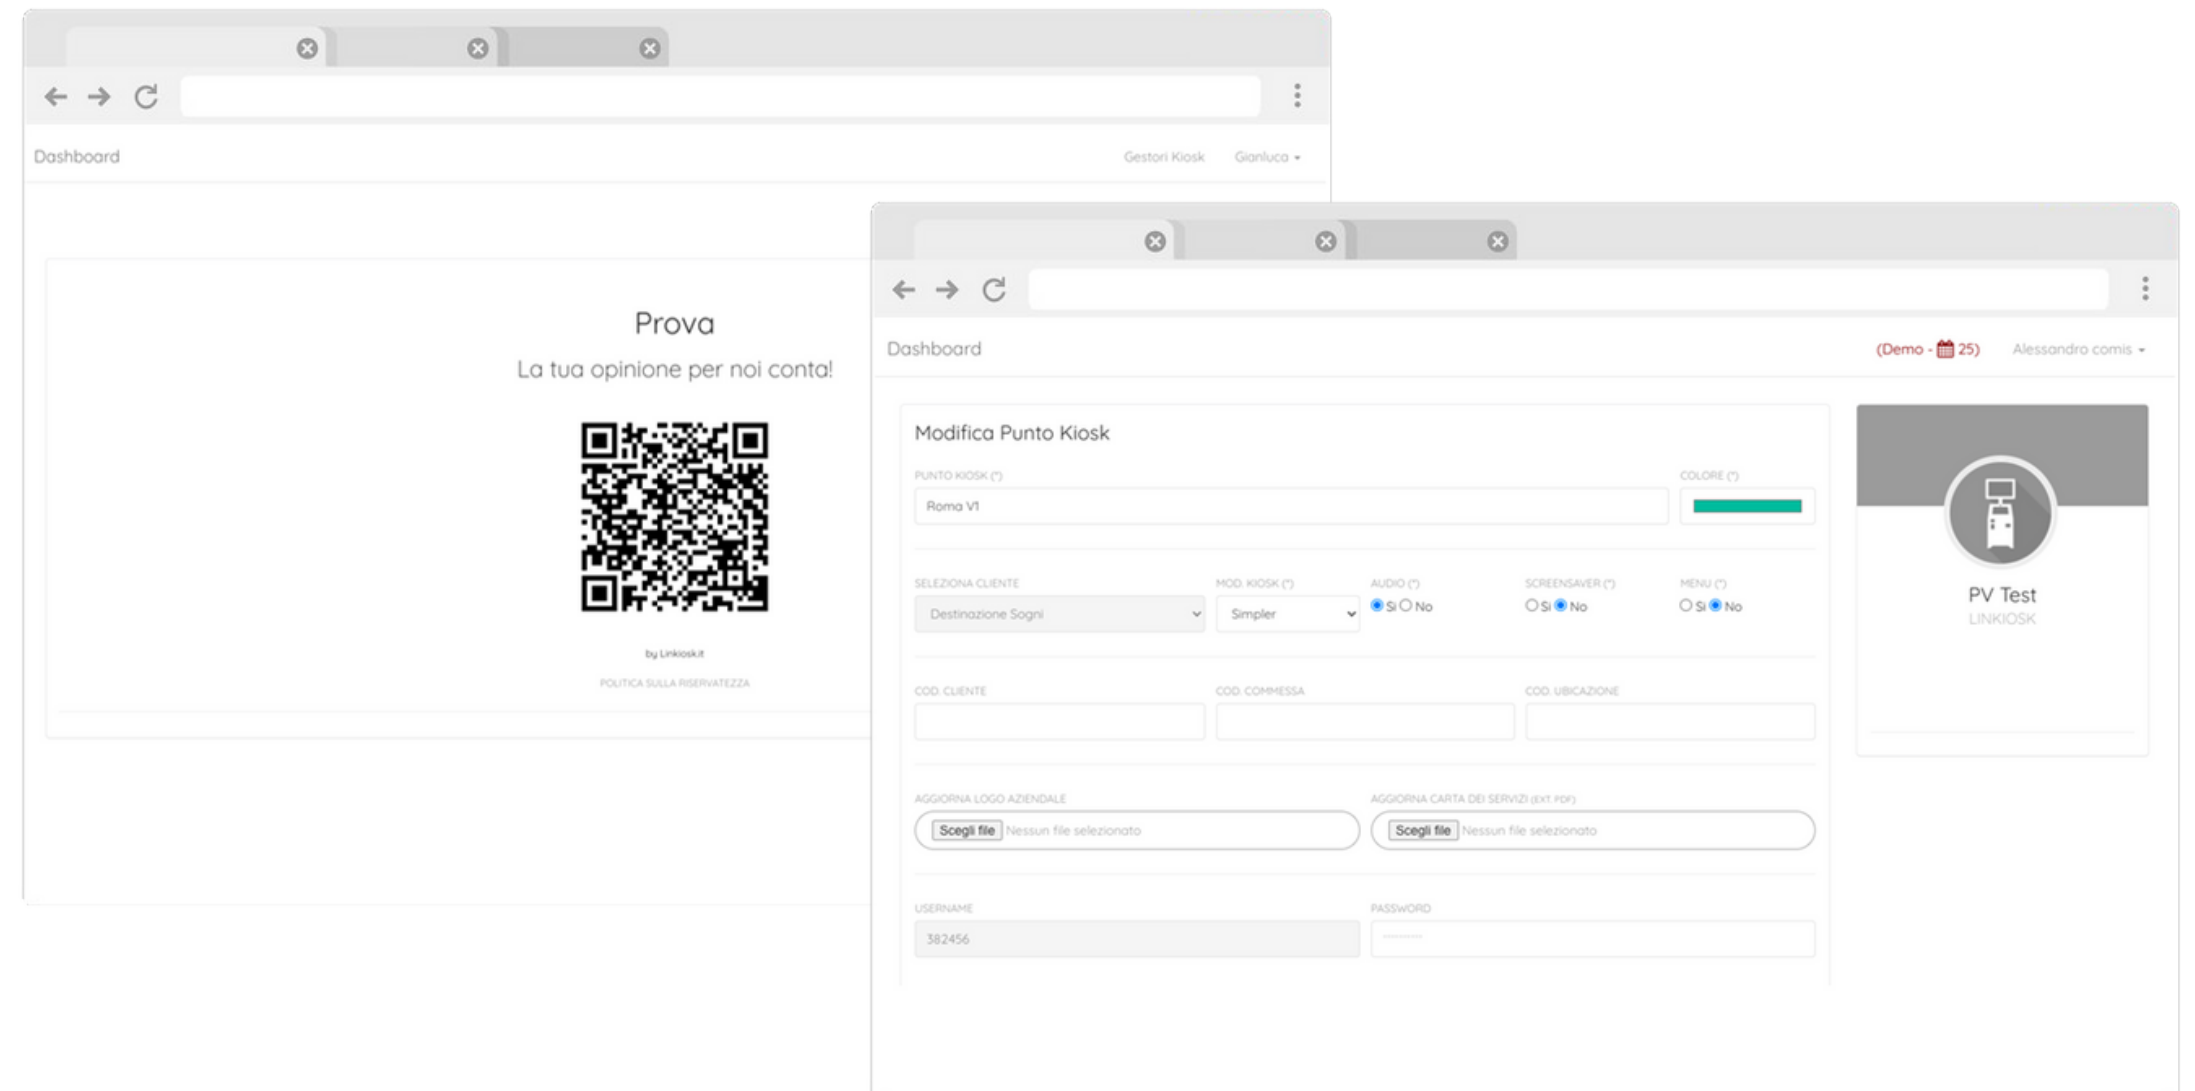 Dashboard
Gestori Kiosk
Gianluca
Prova
La tua opinione per noi conta!
by Linkiosk.it
POLITICA SULLA RISERVATEZZA
Dashboard
(Demo - 25)
Alessandro comis
Modifica Punto Kiosk
PUNTO KIOSK (*)
COLORE (*)
Roma V1
SELEZIONA CLIENTE
MOD. KIOSK (*)
AUDIO (*)
SCREENSAVER (*)
MENU (*)
Destinazione Sogni
Simpler
Si No
Si No
Si No
COD. CLIENTE
COD. COMMESSA
COD. UBICAZIONE
AGGIORNA LOGO AZIENDALE
AGGIORNA CARTA DEI SERVIZI (EXT. PDF)
Scegli file Nessun file selezionato
Scegli file Nessun file selezionato
USERNAME
PASSWORD
382456
PV Test
LINKIOSK